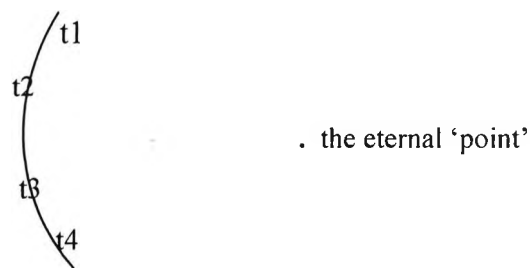 t1
t2
. the eternal ‘point’
t3
t4